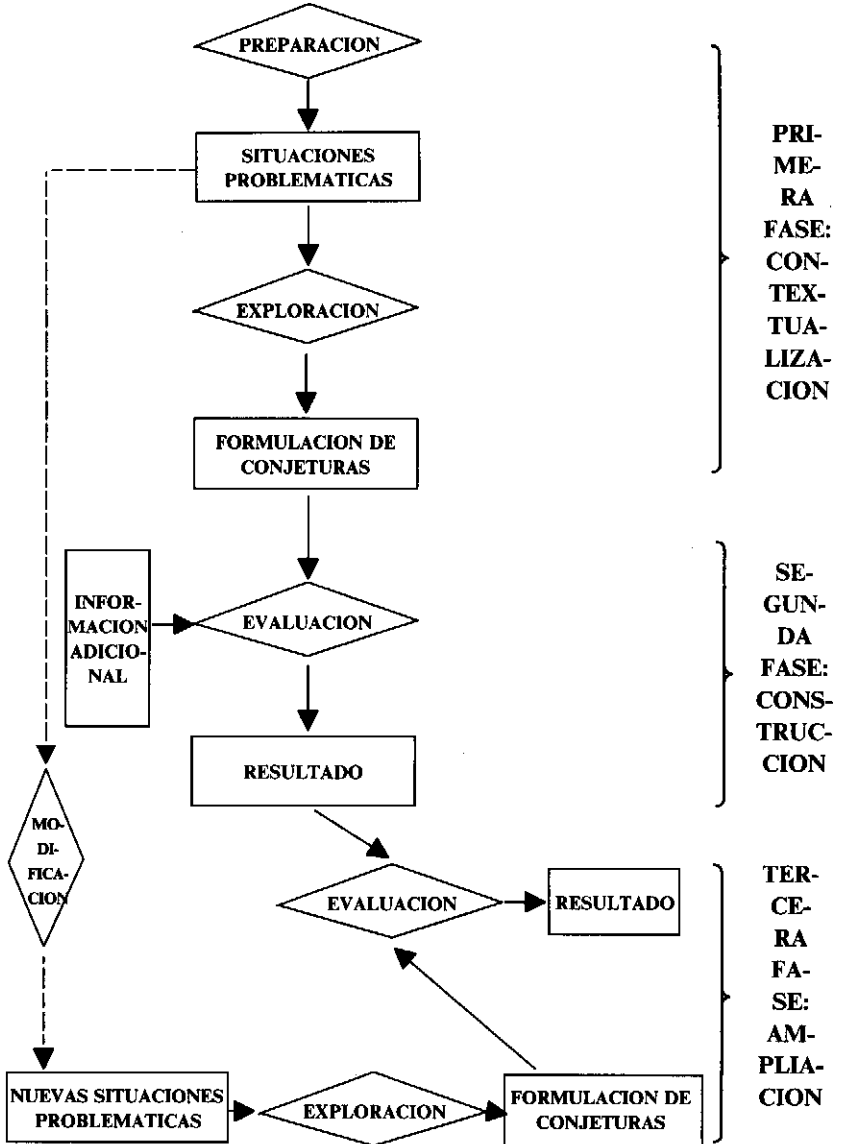 PREPARACION
SITUACIONES
PROBLEMATICAS
EXPLORACION
FORMULACION DE
CONJETURAS
PRI-
ME-
RA
FASE:
CON-
TEX-
TUA-
LIZA-
CION
INFOR-
MACION
ADICIO-
NAL
EVALUACION
RESULTADO
SE-
GUN-
DA
FASE:
CONS-
TRUC-
CION
MO-
DI-
FICA-
CION
EVALUACION
RESULTADO
NUEVAS SITUACIONES
PROBLEMATICAS
EXPLORACION
FORMULACION DE
CONJETURAS
TER-
CE-
RA
FA-
SE:
AM-
PLIA-
CION